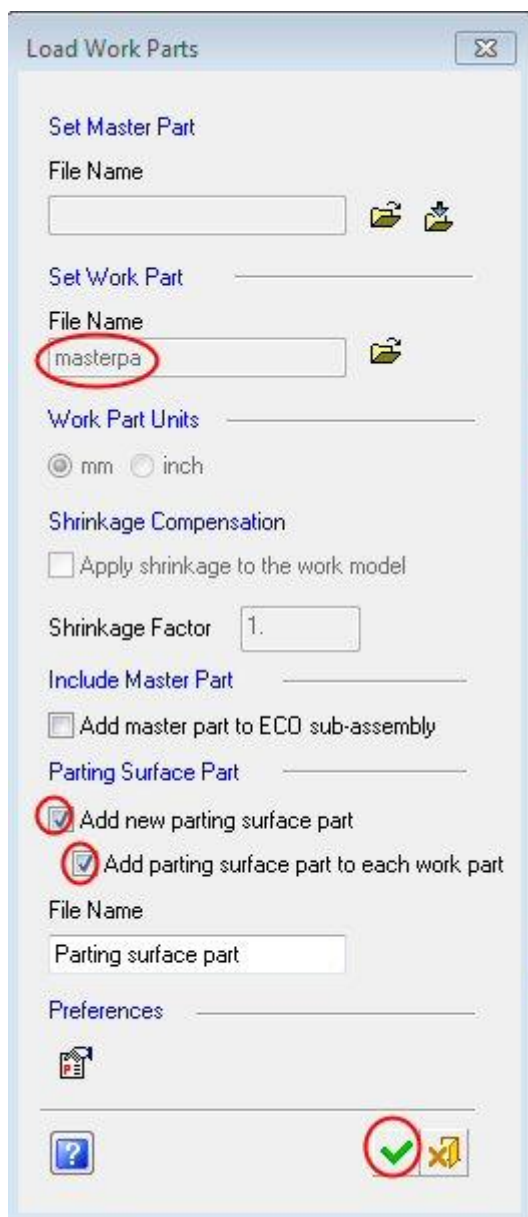 Load Work Parts
Set Master Part
File Name
Set Work Part
File Name
masterpa
Work Part Units
mm inch
Shrinkage Compensation
Apply shrinkage to the work model
Shrinkage Factor 1.
Include Master Part
Add master part to ECO sub-assembly
Parting Surface Part
Add new parting surface part
Add parting surface part to each work part
File Name
Parting surface part
Preferences
P
?